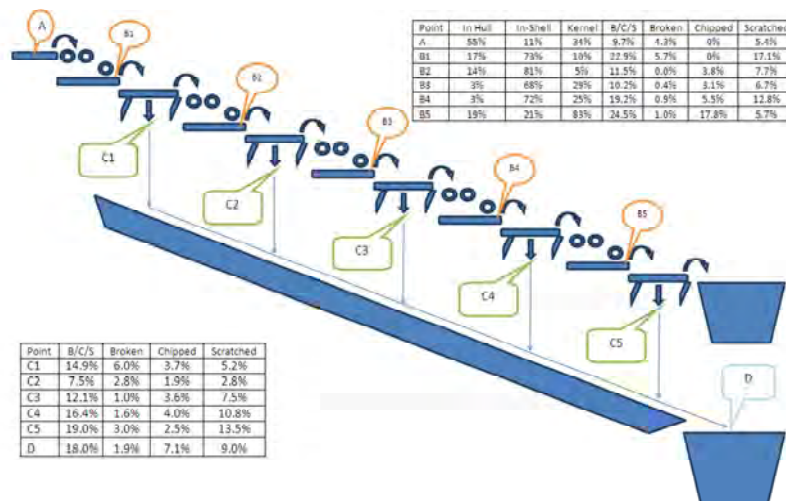 A
B1
Point In Hull In-Shell Kernel B/C/S Broken Chipped Scratched
A 55% 11% 34% 9.7% 4.3% 0% 5.4%
B1 17% 73% 10% 22.9% 5.7% 0% 17.1%
B2 14% 81% 5% 11.5% 0.0% 3.8% 7.7%
B3 3% 68% 29% 10.2% 0.4% 3.1% 6.7%
B4 3% 72% 25% 19.2% 0.9% 5.5% 12.8%
B5 19% 21% 83% 24.5% 1.0% 17.8% 5.7%
B2
C1
B3
C2
B4
C3
B5
C4
C5
Point B/C/S Broken Chipped Scratched
C1 14.9% 6.0% 3.7% 5.2%
C2 7.5% 2.8% 1.9% 2.8%
C3 12.1% 1.0% 3.6% 7.5%
C4 16.4% 1.6% 4.0% 10.8%
C5 19.0% 3.0% 2.5% 13.5%
D 18.0% 1.9% 7.1% 9.0%
D